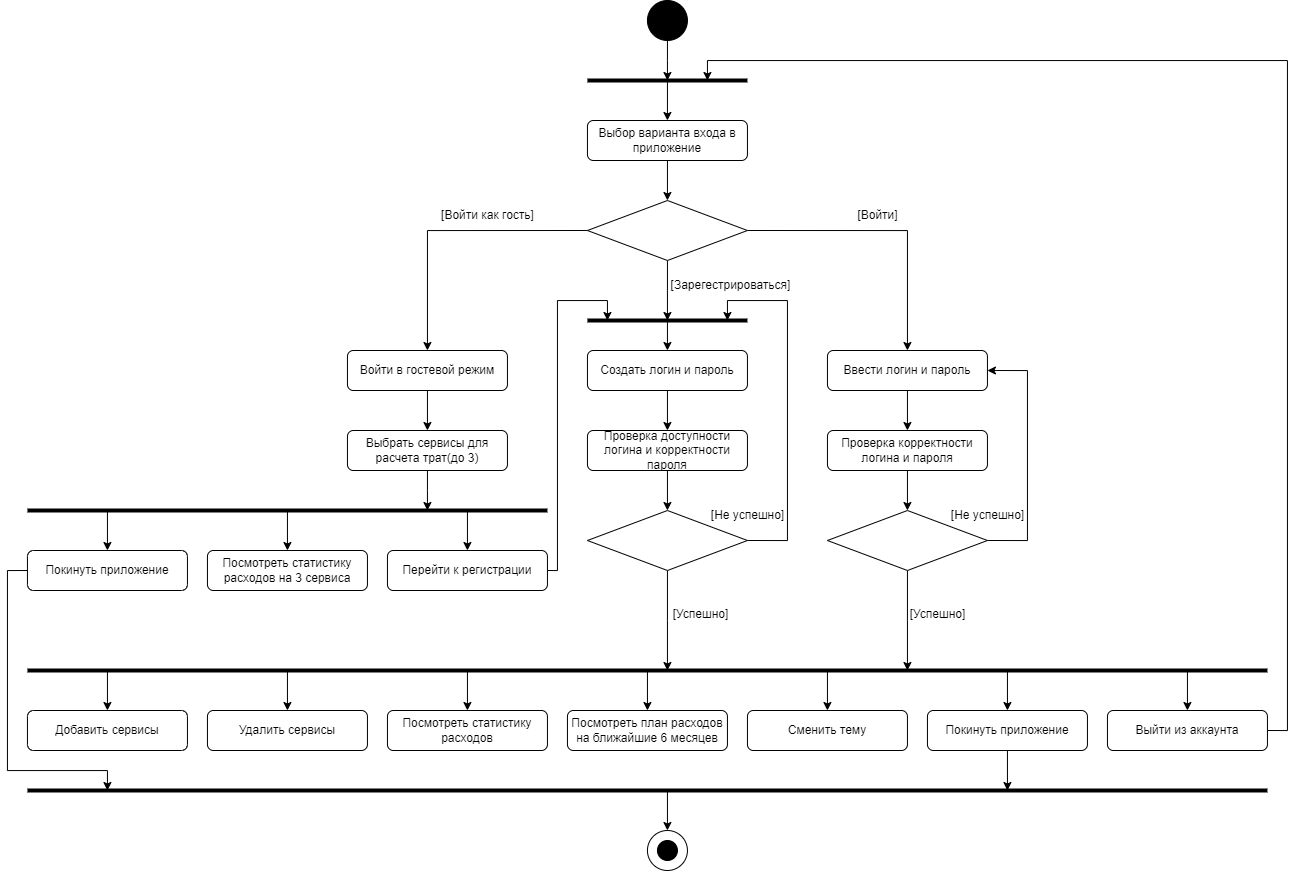 Выбор варианта входа в
приложение
[Войти как гость]
[Войти]
[Зарегестрироваться]
Войти в гостевой режим
Создать логин и пароль
Ввести логин и пароль
Выбрать сервисы для
расчета трат(до 3)
Проверка доступности
логина и корректности
пароля
Проверка корректности
логина и пароля
[Не успешно]
[Не успешно]
Покинуть приложение
Посмотреть статистику
расходов на 3 сервиса
Перейти к регистрации
[Успешно]
[Успешно]
Добавить сервисы
Удалить сервисы
Посмотреть статистику
расходов
Посмотреть план расходов
на ближайшие 6 месяцев
Сменить тему
Покинуть приложение
Выйти из аккаунта